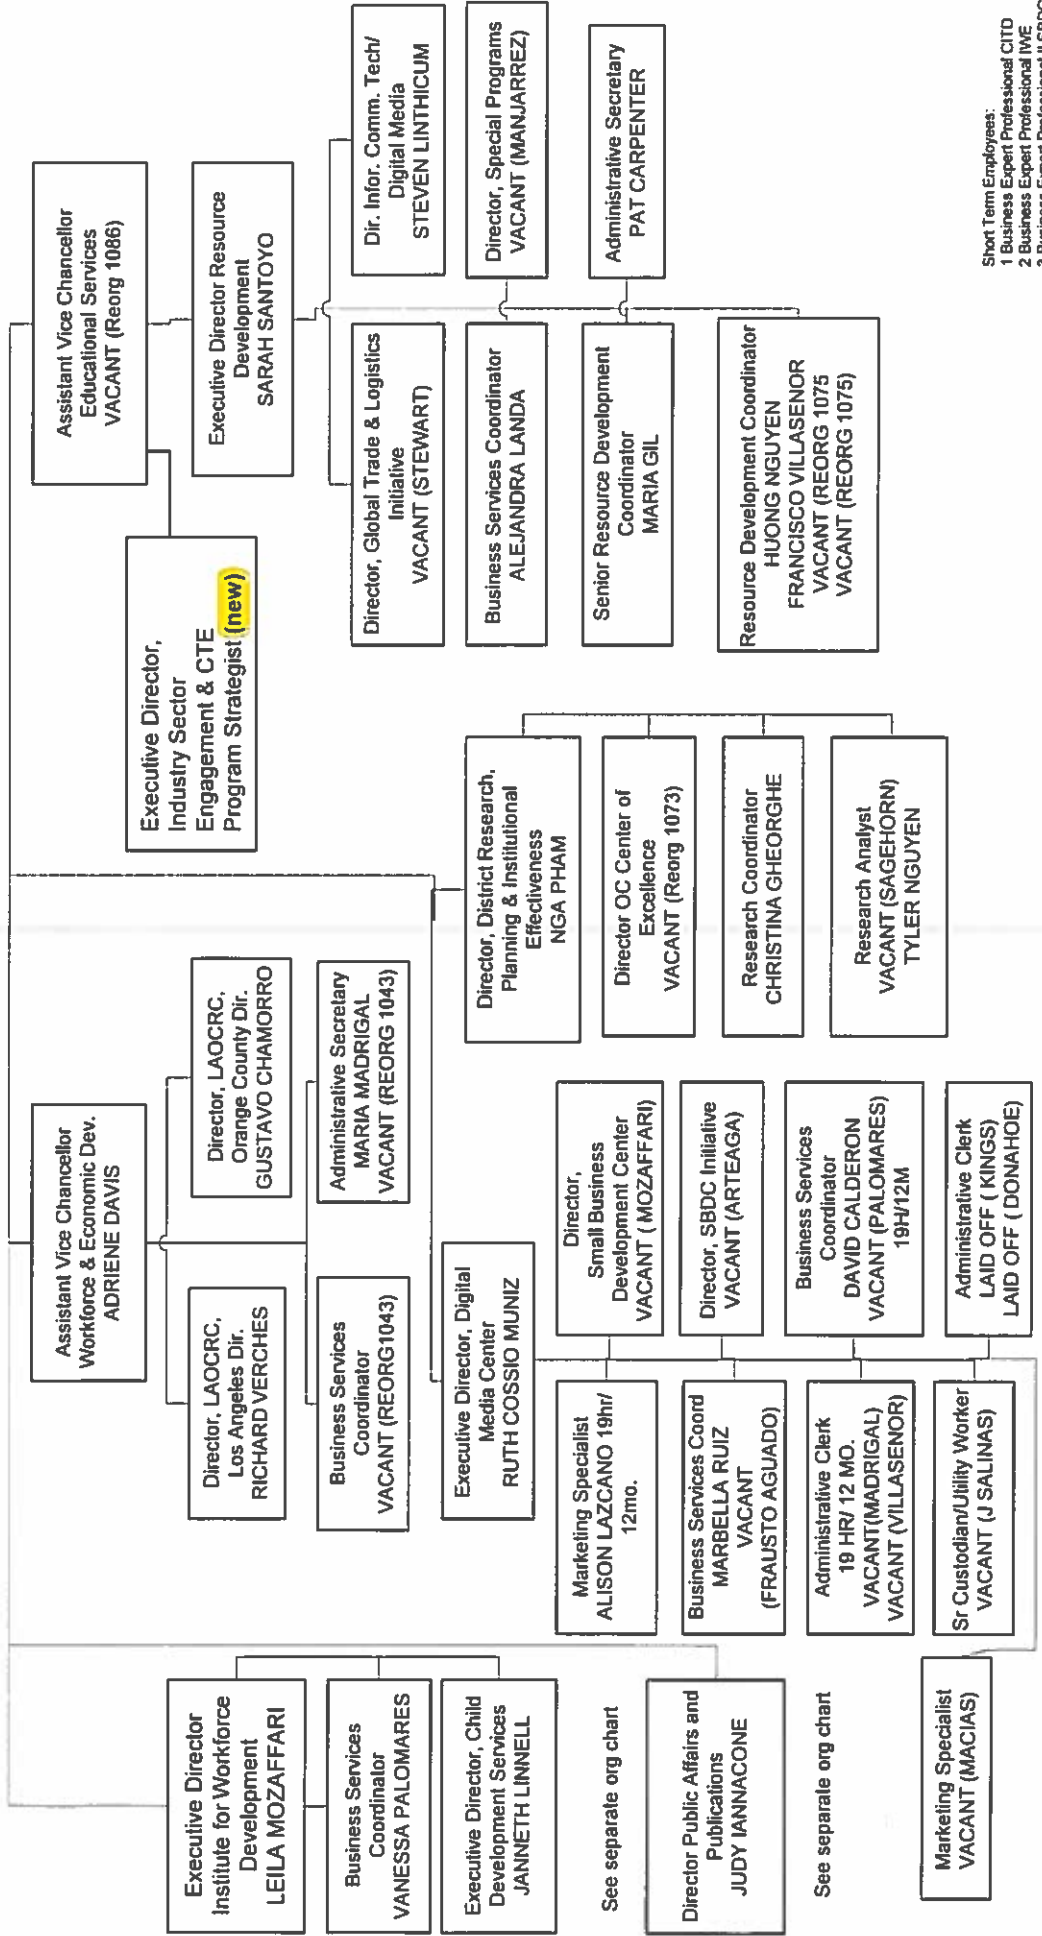 Executive Director
Institute for Workforce
Development
LEILA MOZAFFARI
Business Services
Coordinator
VANESSA PALOMARES
Executive Director, Child
Development Services
JANNETH LINNELL
See separate org chart
Director Public Affairs and
Publications
JUDY IANNACONE
See separate org chart
Marketing Specialist
VACANT (MACIAS)
Assistant Vice Chancellor
Workforce & Economic Dev.
ADRIENE DAVIS
Director, LAOCRC,
Los Angeles Dir.
RICHARD VERCHES
Director, LAOCRC,
Orange County Dir.
GUSTAVO CHAMORRO
Business Services
Coordinator
VACANT (REORG1043)
Administrative Secretary
MARIA MADRIGAL
VACANT (REORG 1043)
Executive Director, Digital
Media Center
RUTH COSSIO MUNIZ
Marketing Specialist
ALISON LAZCANO 19hr/
12mo.
Director,
Small Business
Development Center
VACANT ( MOZAFFARI)
Business Services Coord
MARBELLA RUIZ
VACANT
(FRAUSTO AGUADO)
Director, SBDC Initiative
VACANT (ARTEAGA)
Administrative Clerk
19 HR/ 12 MO.
VACANT(MADRIGAL)
VACANT (VILLASENOR)
Business Services
Coordinator
DAVID CALDERON
VACANT (PALOMARES)
19H/12M
Sr Custodian/Utility Worker
VACANT (J SALINAS)
Administrative Clerk
LAID OFF ( KINGS)
LAID OFF ( DONAHOE)
Director, District Research,
Planning & Institutional
Effectiveness
NGA PHAM
Director OC Center of
Excellence
VACANT (Reorg 1073)
Research Coordinator
CHRISTINA GHEORGHE
Research Analyst
VACANT (SAGEHORN)
TYLER NGUYEN
Assistant Vice Chancellor
Educational Services
VACANT (Reorg 1086)
Executive Director,
Industry Sector
Engagement & CTE
Program Strategist (new)
Executive Director Resource
Development
SARAH SANTOYO
Director, Global Trade & Logistics
Initiative
VACANT (STEWART)
Dir. Infor. Comm. Tech/
Digital Media
STEVEN LINTHICUM
Business Services Coordinator
ALEJANDRA LANDA
Director, Special Programs
VACANT (MANJARREZ)
Senior Resource Development
Coordinator
MARIA GIL
Administrative Secretary
PAT CARPENTER
Resource Development Coordinator
HUONG NGUYEN
FRANCISCO VILLASENOR
VACANT (REORG 1075
VACANT (REORG 1075)
Short Term Employees:
1 Business Expert Professional CITD
2 Business Expert Professional IWE